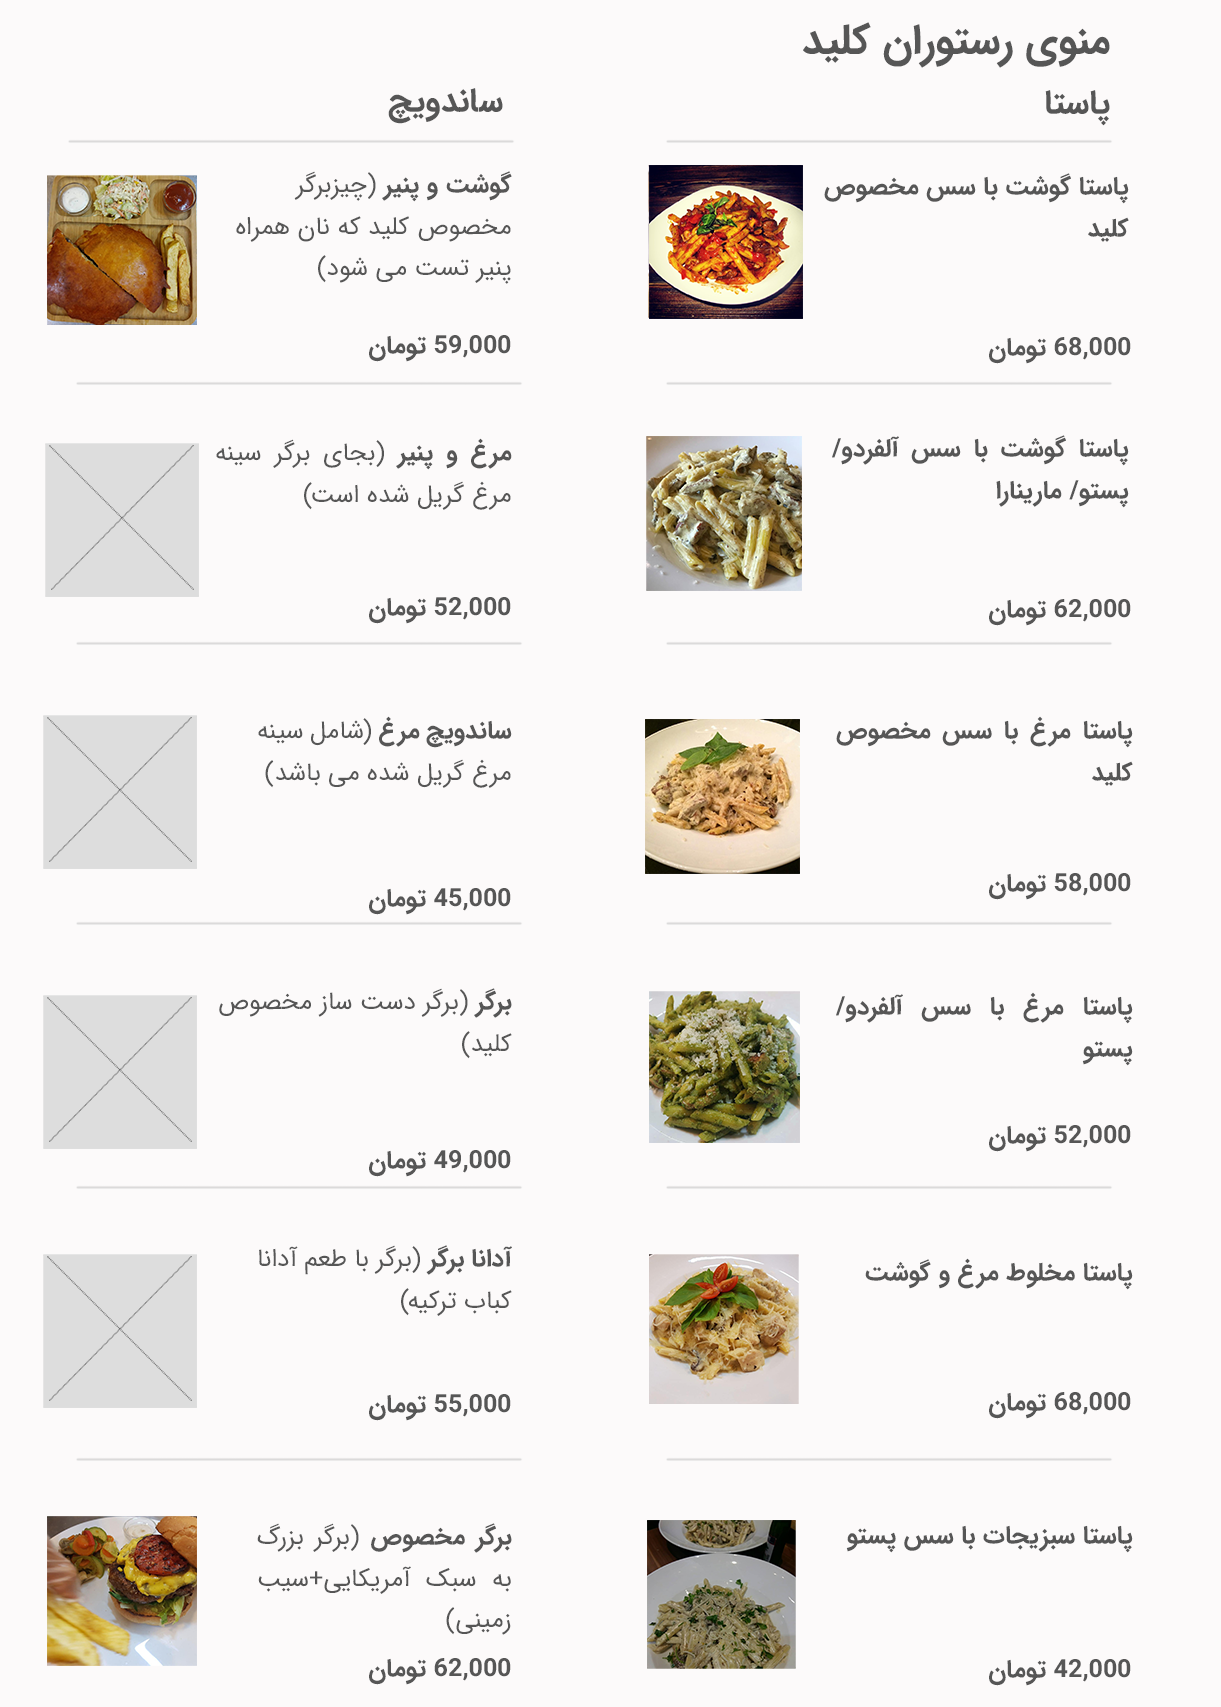 منوی رستوران کلید
پاستا
پاستا گوشت با سس مخصوص
کلید
68,000 تومان
پاستا گوشت با سس آلفردو/
پستو/ مارینارا
62,000 تومان
پاستا مرغ با سس مخصوص
کلید
58,000 تومان
پاستا مرغ با سس آلفردو/
پستو
52,000 تومان
پاستا مخلوط مرغ و گوشت
68,000 تومان
پاستا سبزیجات با سس پستو
42,000 تومان
ساندویچ
گوشت و پنیر (چیزبرگر
مخصوص کلید که نان همراه
پنیر تست می شود)
59,000 تومان
مرغ و پنیر (بجای برگر سینه
مرغ گریل شده است)
52,000 تومان
ساندویچ مرغ (شامل سینه
مرغ گریل شده می باشد)
45,000 تومان
برگر (برگر دست ساز مخصوص
کلید)
49,000 تومان
آدانا برگر (برگر با طعم آدانا
کباب ترکیه)
55,000 تومان
برگر مخصوص (برگر بزرگ
به سبک آمریکایی+سیب
زمینی)
62,000 تومان